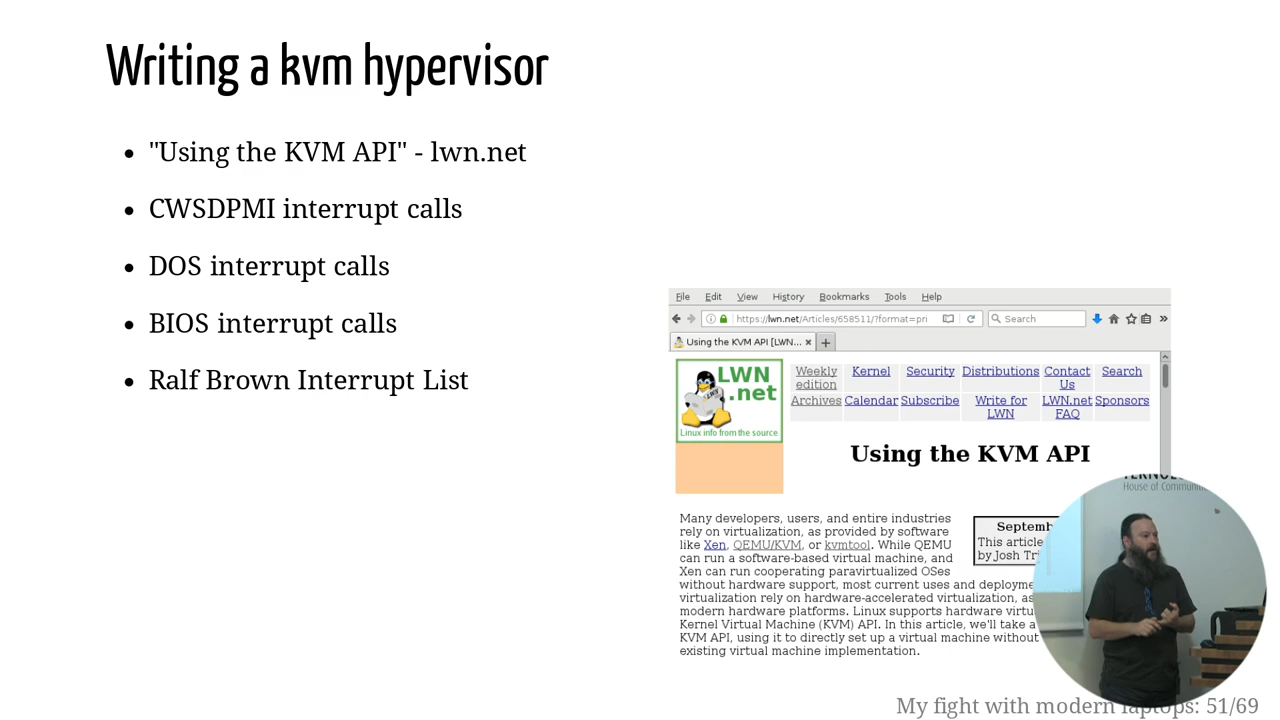 Writing a kvm hypervisor
"Using the KVM API" - lwn.net
CWSDPMI interrupt calls
DOS interrupt calls
BIOS interrupt calls
Ralf Brown Interrupt List
File Edit View History Bookmarks Tools Help
https://lwn.net/Articles/658511/?format=pri Search
Using the KVM API [LWN...
LWN
.net
Linux info from the source
Weekly edition Kernel Security Distributions Contact Us Search
Archives Calendar Subscribe Write for LWN LWN.net FAQ Sponsors
Using the KVM API
Many developers, users, and entire industries
rely on virtualization, as provided by software
like Xen, QEMU/KVM, or kvmtool. While QEMU
can run a software-based virtual machine, and
Xen can run cooperating paravirtualized OSes
without hardware support, most current uses and
virtualization rely on hardware-accelerated virtualization,
modern hardware platforms. Linux supports hardware
Kernel Virtual Machine (KVM) API. In this article, we'll take a
KVM API, using it to directly set up a virtual machine without
existing virtual machine implementation.
This article
by Josh
House of
My fight with modern laptops: 51/69